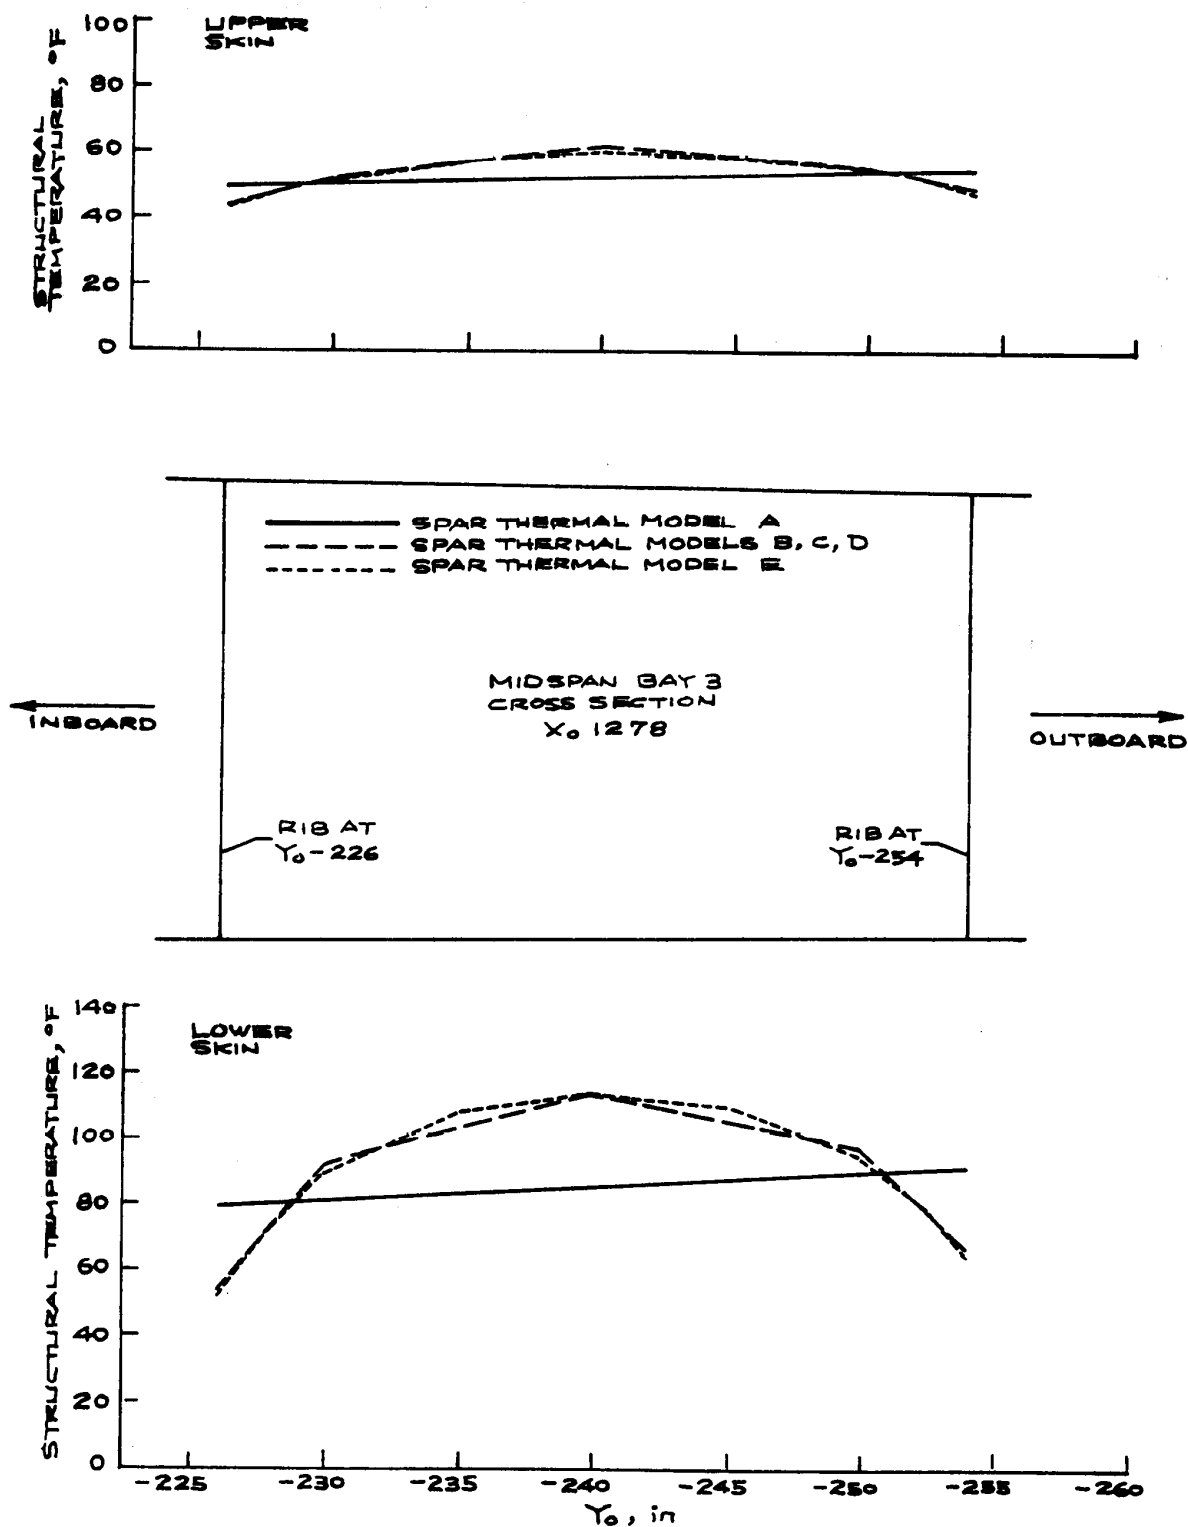 UPPER
SKIN
STRUCTURAL
TEMPERATURE, °F
100
80
60
40
20
0
SPAR THERMAL MODEL A
SPAR THERMAL MODELS B, C, D
SPAR THERMAL MODEL E
MIDSPAN BAY 3
CROSS SECTION
X₀ 1278
INBOARD
OUTBOARD
RIB AT
Y₀-226
RIB AT
Y₀-254
LOWER
SKIN
STRUCTURAL TEMPERATURE, °F
140
120
100
80
60
40
20
0
-225 -230 -235 -240 -245 -250 -255 -260
Y₀, in